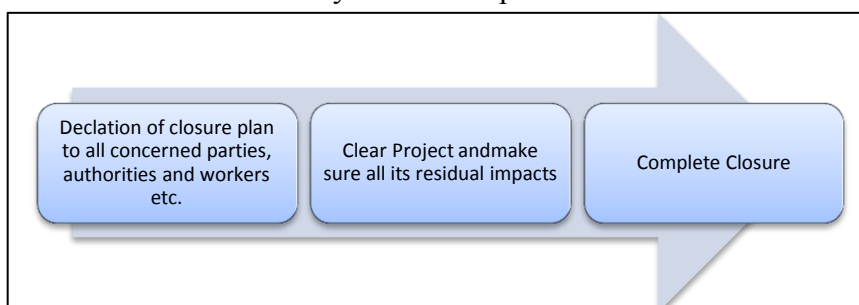 Declation of closure plan
to all concerned parties,
authorities and workers
etc.
Clear Project andmake
sure all its residual impacts
Complete Closure